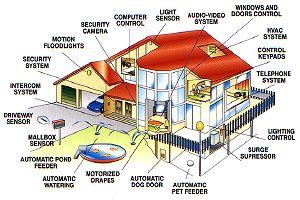 LIGHT
SENSOR
COMPUTER
CONTROL
AUDIO-VIDEO
SYSTEM
WINDOWS AND
DOORS CONTROL
SECURITY
CAMERA
HVAC
SYSTEM
MOTION
FLOODLIGHTS
CONTROL
KEYPADS
SECURITY
SYSTEM
TELEPHONE
SYSTEM
INTERCOM
SYSTEM
DRIVEWAY
SENSOR
MAILBOX
SENSOR
LIGHTING
CONTROL
AUTOMATIC POND
FEEDER
SURGE
SUPRESSOR
AUTOMATIC
WATERING
MOTORIZED
DRAPES
AUTOMATIC
DOG DOOR
AUTOMATIC
PET FEEDER